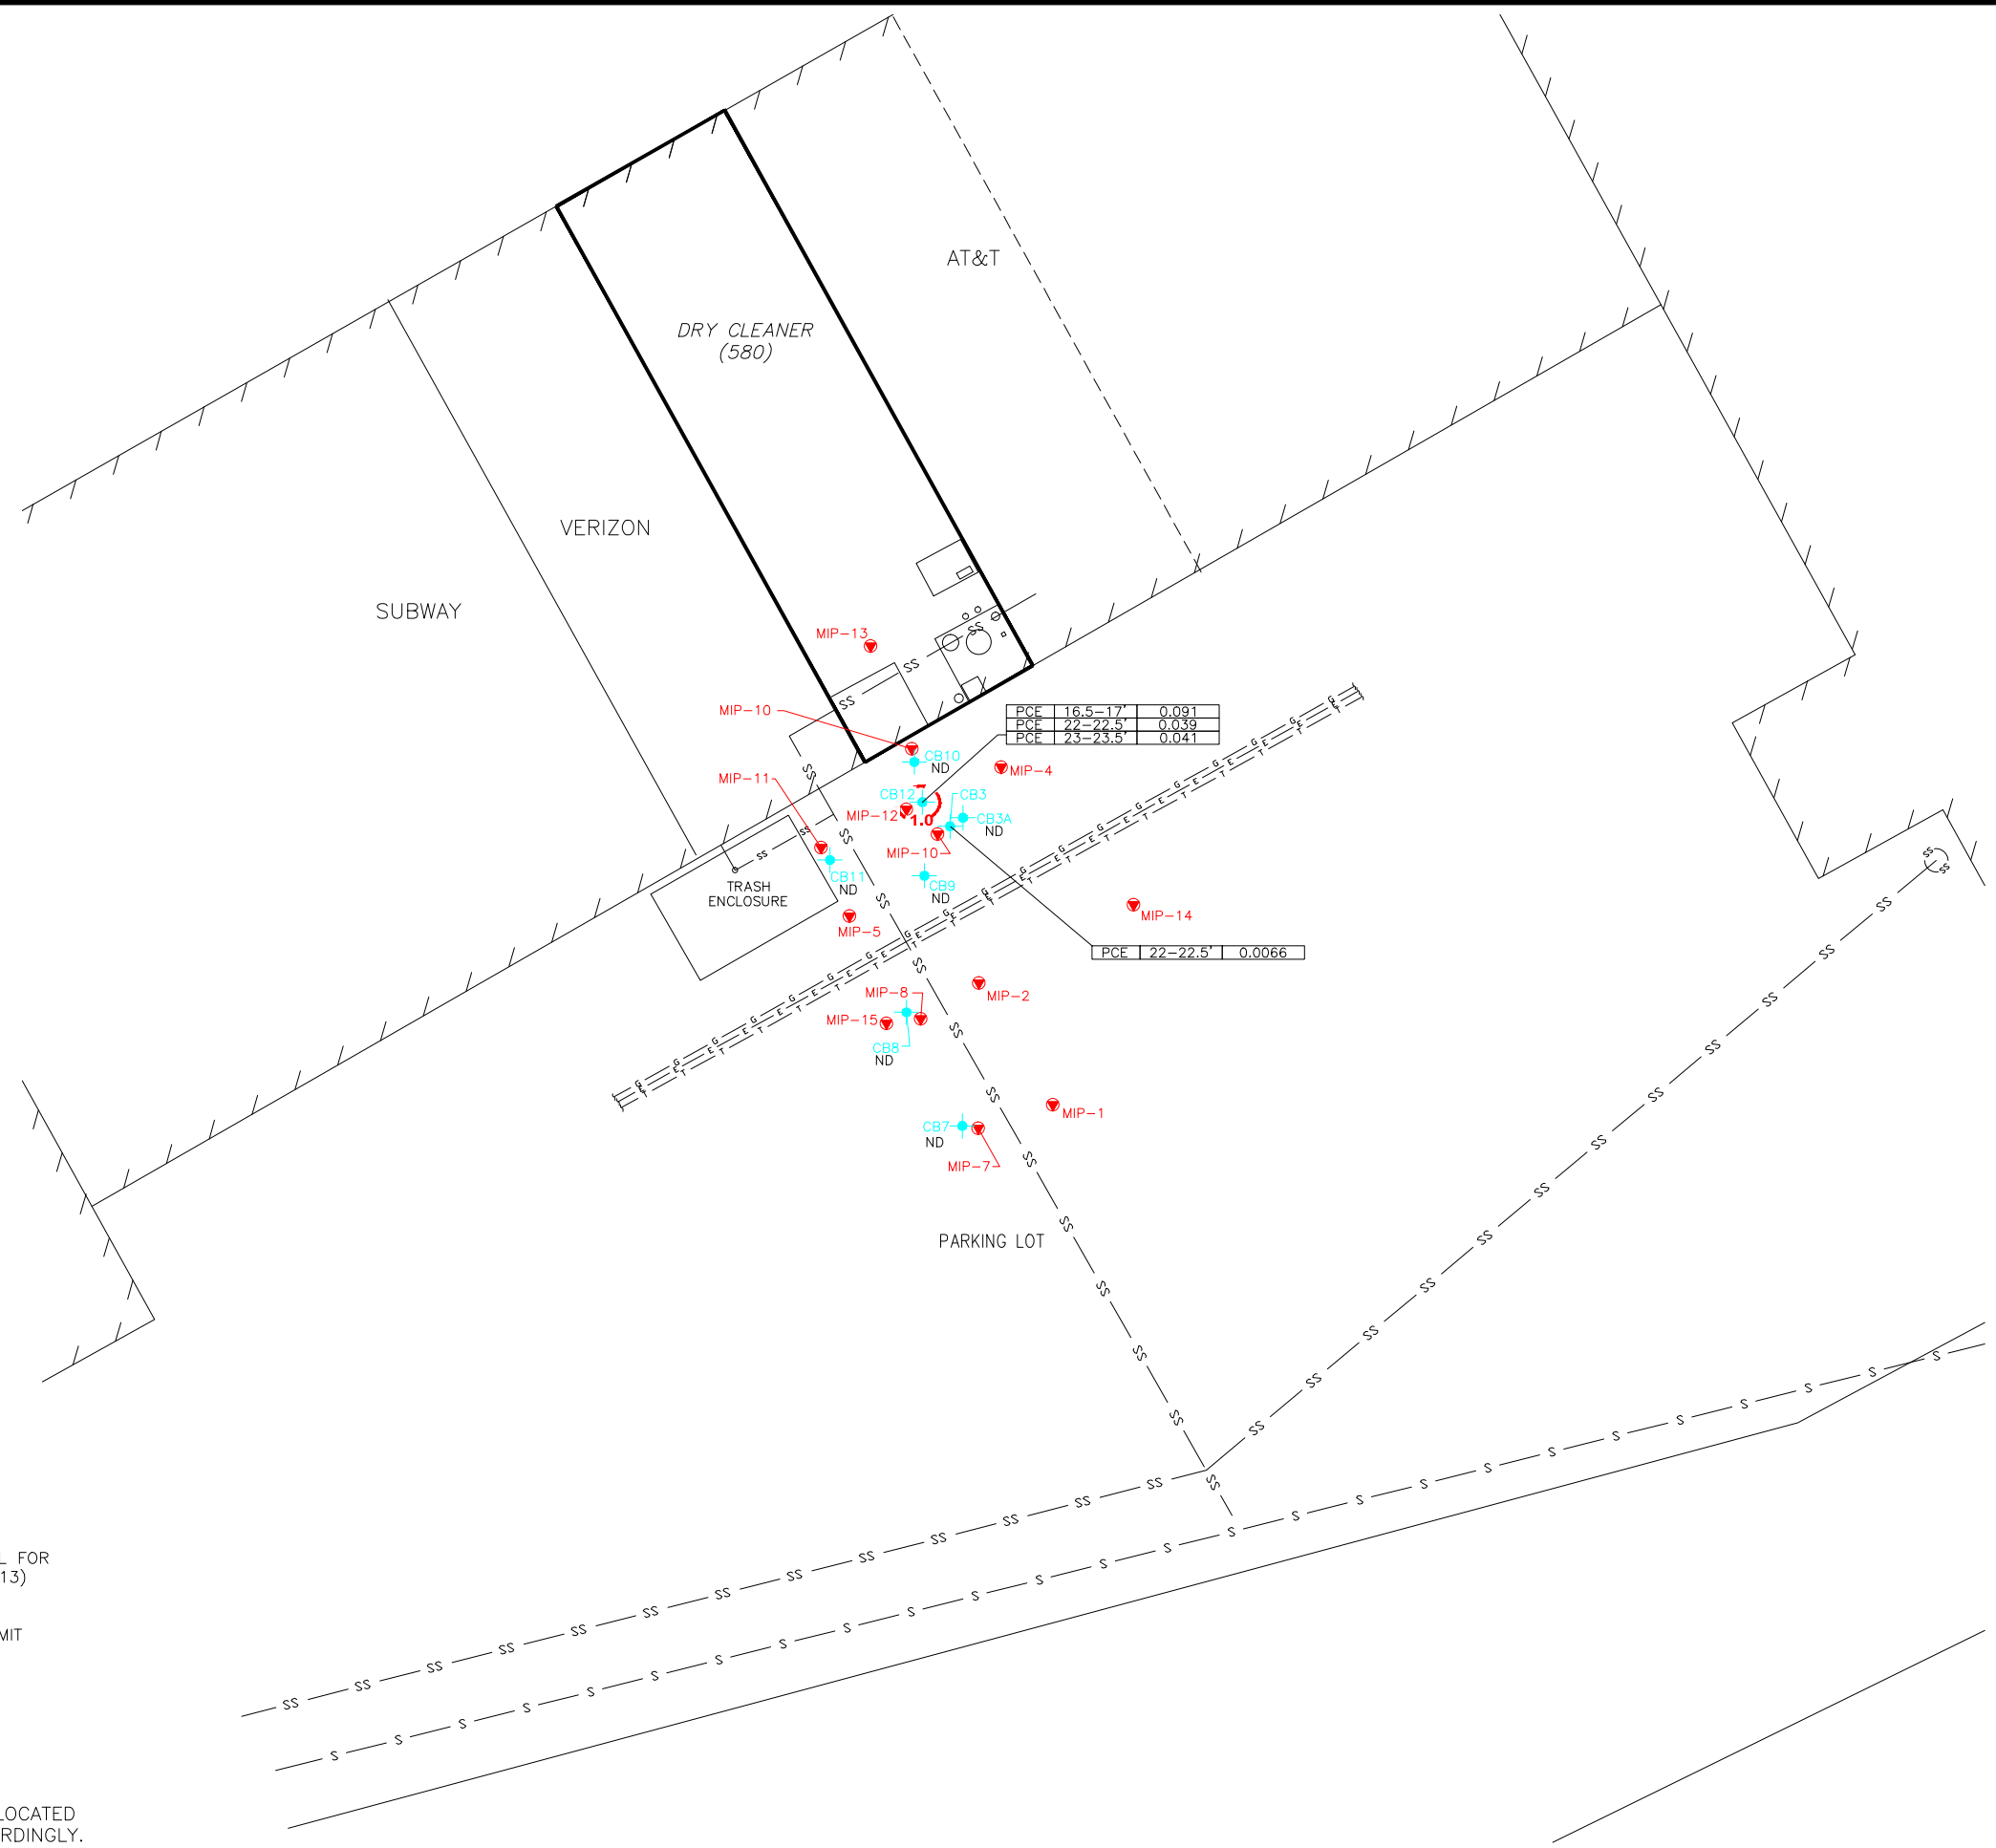 AT&T
DRY CLEANER
(580)
VERIZON
SUBWAY
MIP-13
SS
SS
SS
MIP-10
PCE 16.5-17' 0.091
PCE 22-22.5' 0.039
PCE 23-23.5' 0.041
CB10
ND
MIP-4
MIP-11
CB12
CB3
MIP-12
1.0
CB3A
ND
MIP-10
CB11
ND
CB9
ND
TRASH
ENCLOSURE
MIP-5
MIP-14
PCE 22-22.5' 0.0066
MIP-8
MIP-2
MIP-15
CB8
ND
MIP-1
CB7
ND
MIP-7
PARKING LOT
L FOR
13)
MIT
LOCATED
RDINGLY.